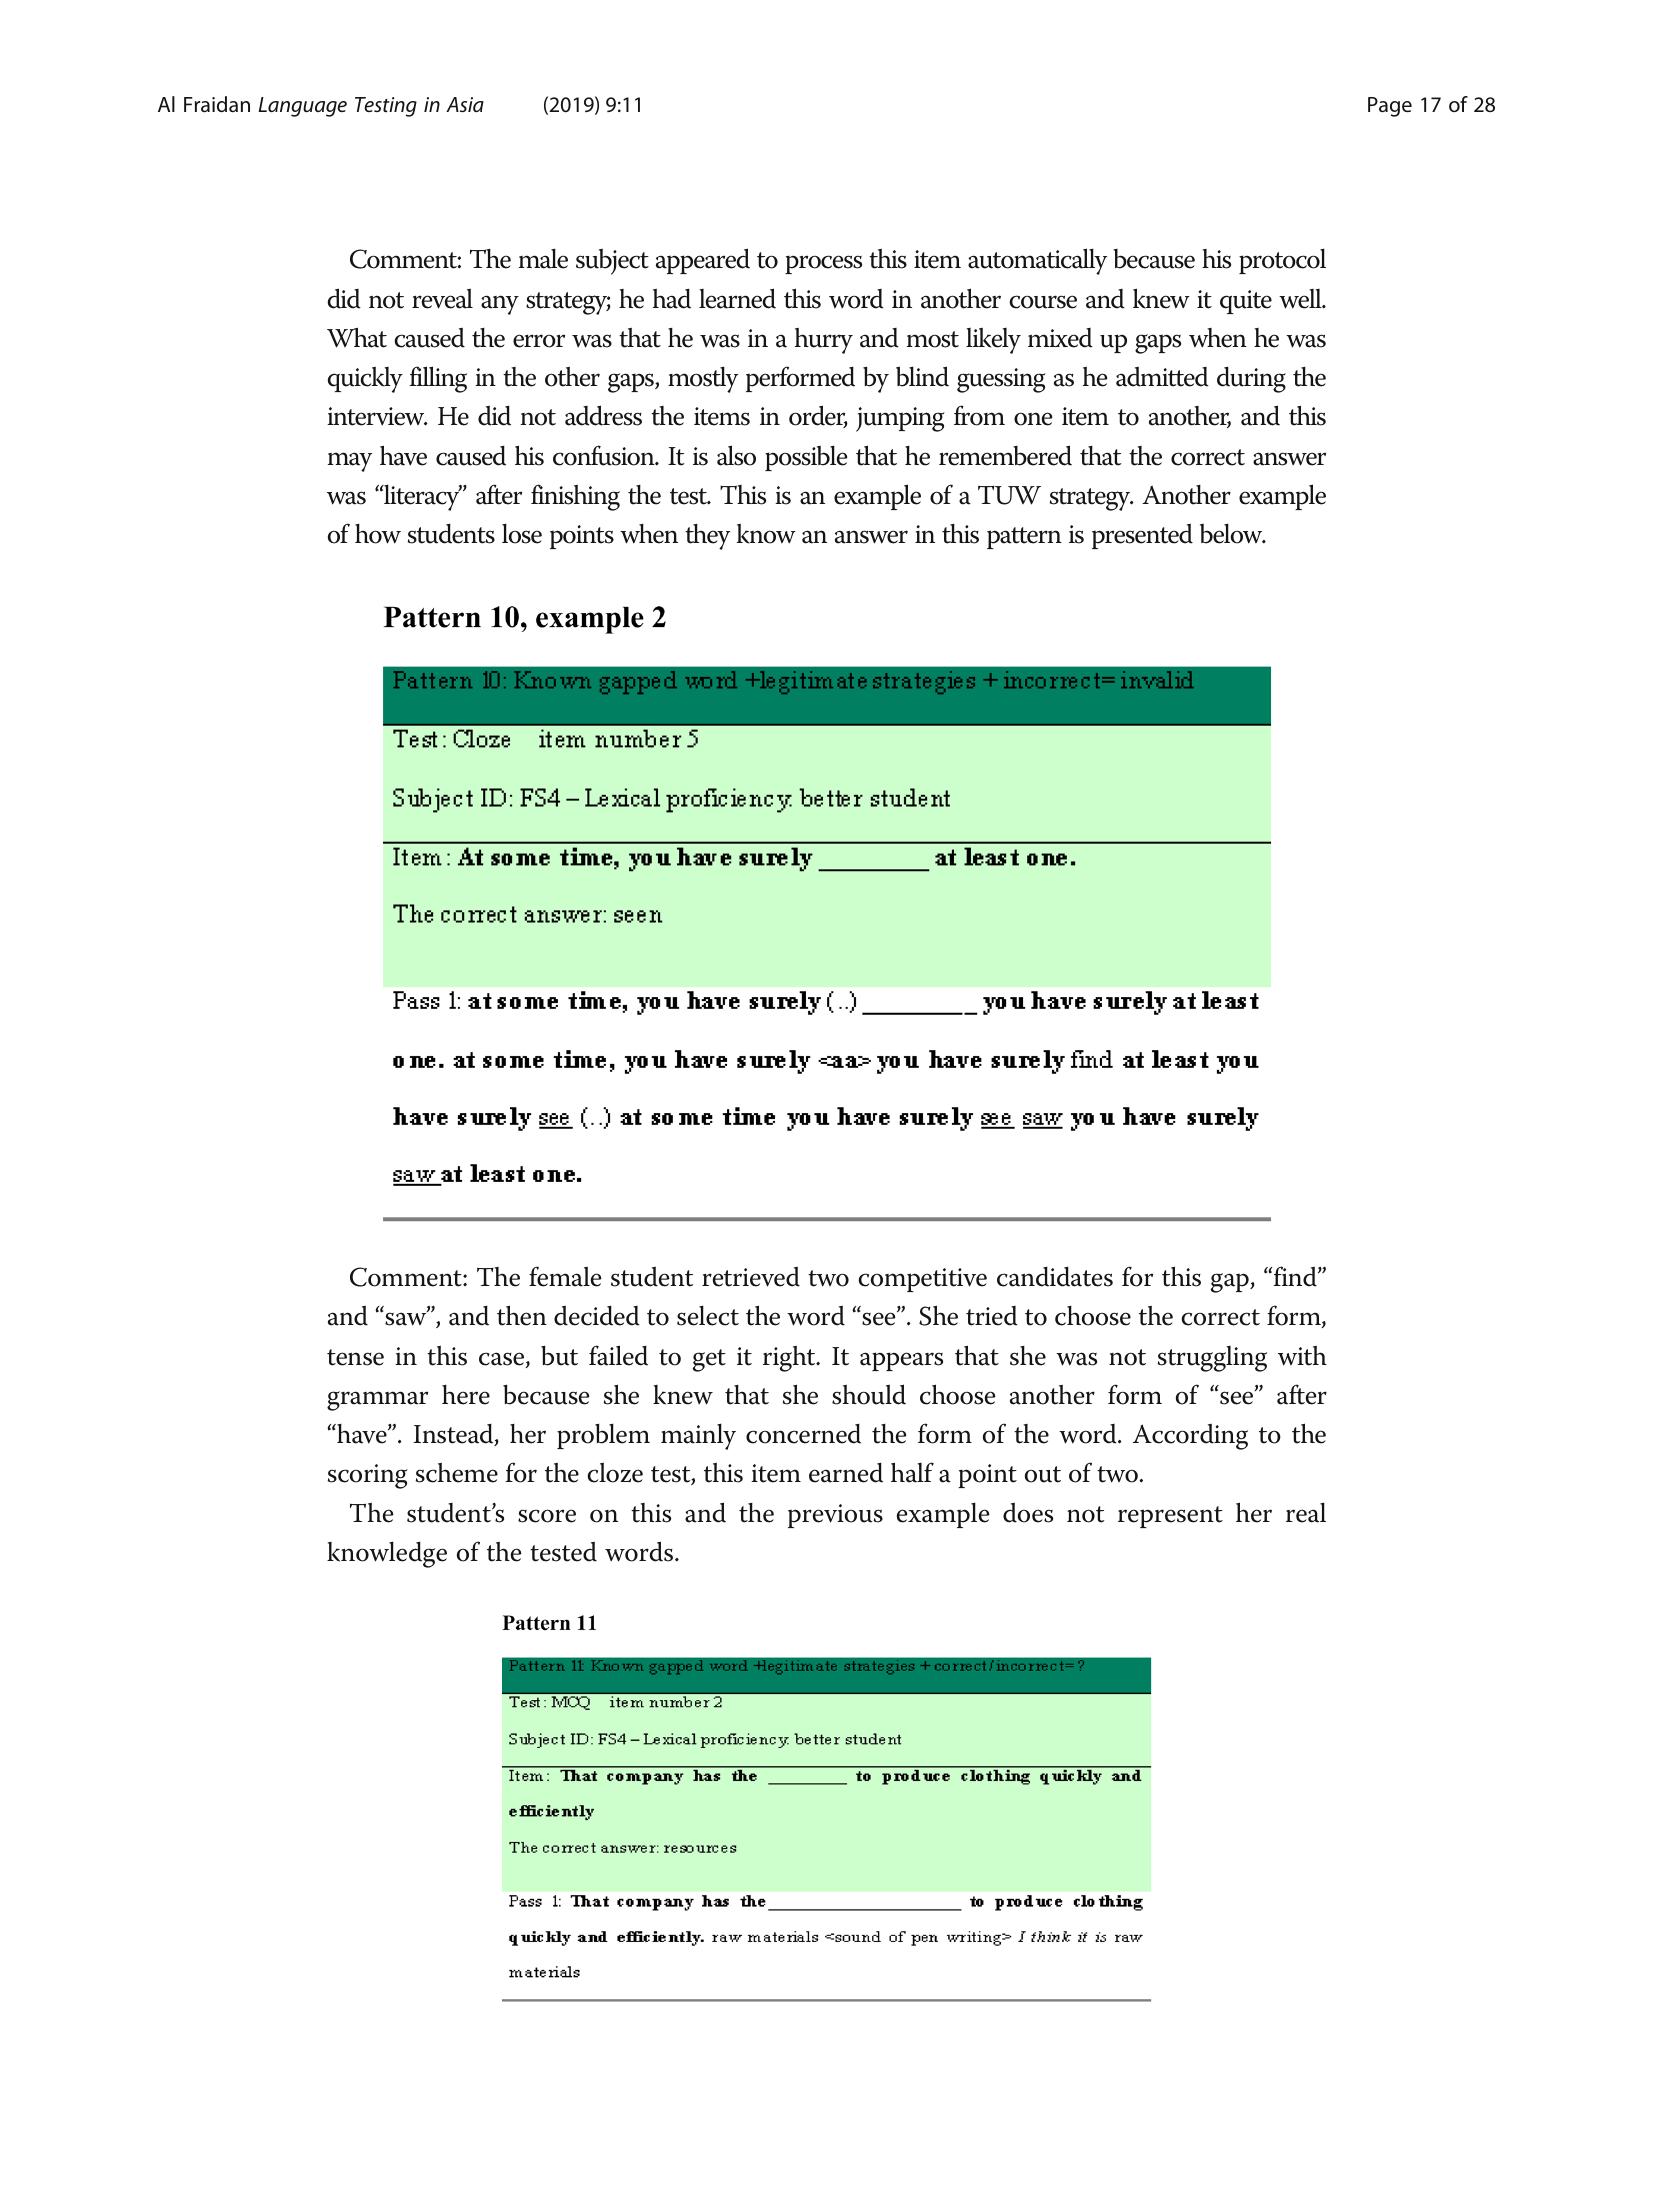 Al Fraidan Language Testing in Asia (2019) 9:11 Page 17 of 28
Comment: The male subject appeared to process this item automatically because his protocol
did not reveal any strategy; he had learned this word in another course and knew it quite well.
What caused the error was that he was in a hurry and most likely mixed up gaps when he was
quickly filling in the other gaps, mostly performed by blind guessing as he admitted during the
interview. He did not address the items in order, jumping from one item to another, and this
may have caused his confusion. It is also possible that he remembered that the correct answer
was “literacy” after finishing the test. This is an example of a TUW strategy. Another example
of how students lose points when they know an answer in this pattern is presented below.
Pattern 10, example 2
Pattern 10: Known gapped word +legitimate strategies + incorrect= invalid
Test: Cloze item number 5
Subject ID: FS4 – Lexical proficiency: better student
Item: At some time, you have surely ________ at least one.
The correct answer: seen
Pass 1: at some time, you have surely (..) ________ _ you have surely at least
one. at some time, you have surely <aa> you have surely find at least you
have surely see (..) at some time you have surely see saw you have surely
saw at least one.
Comment: The female student retrieved two competitive candidates for this gap, “find”
and “saw”, and then decided to select the word “see”. She tried to choose the correct form,
tense in this case, but failed to get it right. It appears that she was not struggling with
grammar here because she knew that she should choose another form of “see” after
“have”. Instead, her problem mainly concerned the form of the word. According to the
scoring scheme for the cloze test, this item earned half a point out of two.
The student’s score on this and the previous example does not represent her real
knowledge of the tested words.
Pattern 11
Pattern 11: Known gapped word +legitimate strategies + correct/incorrect= ?
Test: MCQ item number 2
Subject ID: FS4 – Lexical proficiency: better student
Item: That company has the ________ to produce clothing quickly and
efficiently
The correct answer: resources
Pass 1: That company has the____________________ to produce clothing
quickly and efficiently. raw materials <sound of pen writing> I think it is raw
materials